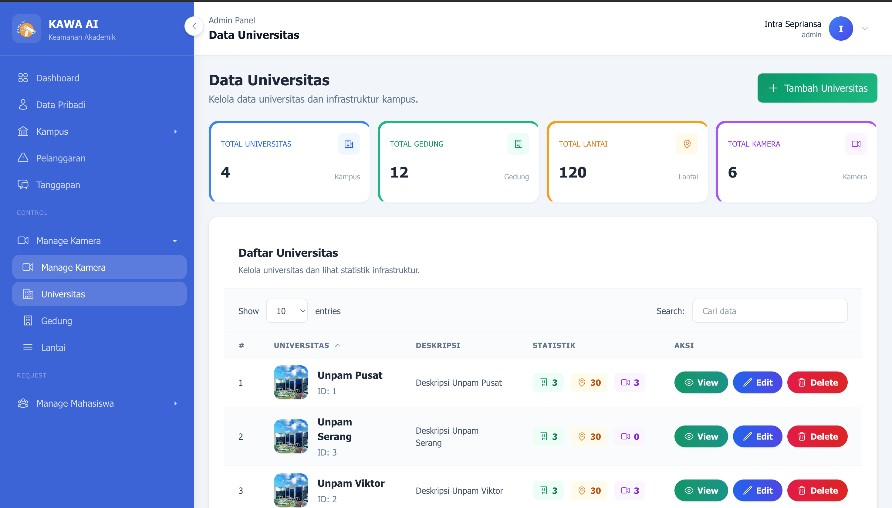 KAWA AI
Keamanan Akademik
Dashboard
Data Pribadi
Kampus
Pelanggaran
Tanggapan
CONTROL
Manage Kamera
Manage Kamera
Universitas
Gedung
Lantai
REQUEST
Manage Mahasiswa
Admin Panel
Data Universitas
Intra Sepriansa
admin
I
Data Universitas
Kelola data universitas dan infrastruktur kampus.
+ Tambah Universitas
TOTAL UNIVERSITAS
4
Kampus
TOTAL GEDUNG
12
Gedung
TOTAL LANTAI
120
Lantai
TOTAL KAMERA
6
Kamera
Daftar Universitas
Kelola universitas dan lihat statistik infrastruktur.
Show 10 entries
Search: Cari data
# UNIVERSITAS DESKRIPSI STATISTIK AKSI
1 Unpam Pusat Deskripsi Unpam Pusat 3 30 3 View Edit Delete
ID: 1
2 Unpam Serang Deskripsi Unpam Serang 3 30 0 View Edit Delete
ID: 3
3 Unpam Viktor Deskripsi Unpam Viktor 3 30 3 View Edit Delete
ID: 2